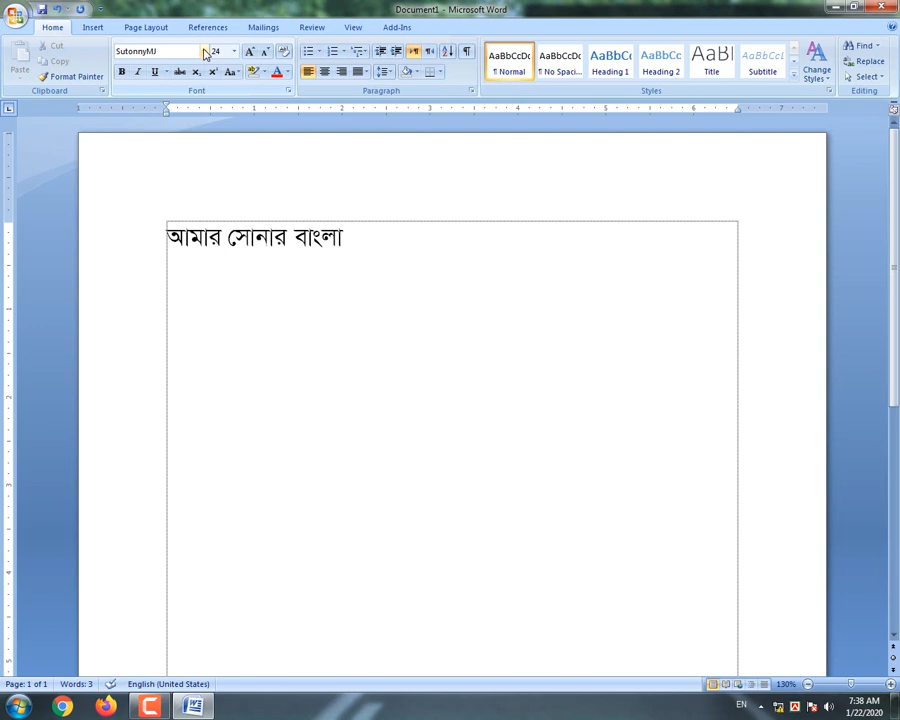 Document1 - Microsoft Word
Home Insert Page Layout References Mailings Review View Add-Ins
Paste Cut Copy Format Painter Clipboard
SutonnyMJ 24 Font
Paragraph
AaBbCcDc ¶ Normal AaBbCcDc ¶ No Spaci... AaBbC( Heading 1 AaBbCc Heading 2 AaBl Title AaBbCcl Subtitle Change Styles Styles
Find Replace Select Editing
আমার সোনার বাংলা
Page: 1 of 1 Words: 3 English (United States) 130%
EN 7:38 AM
1/22/2020